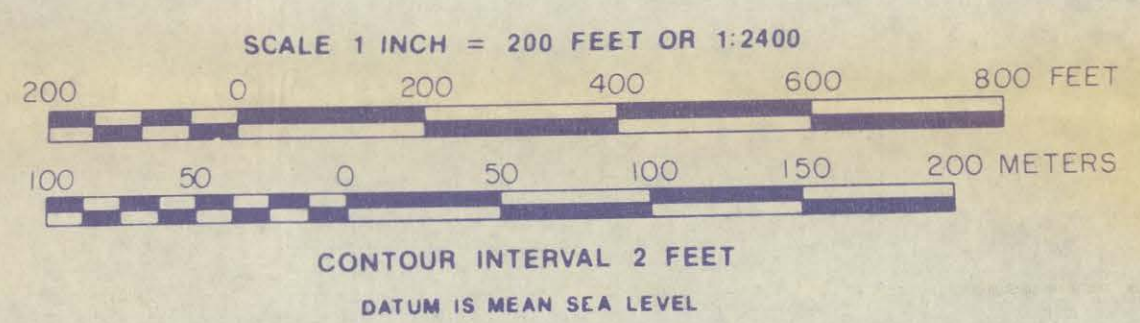 SCALE 1 INCH = 200 FEET OR 1:2400
200 0 200 400 600 800 FEET
100 50 0 50 100 150 200 METERS
CONTOUR INTERVAL 2 FEET
DATUM IS MEAN SEA LEVEL